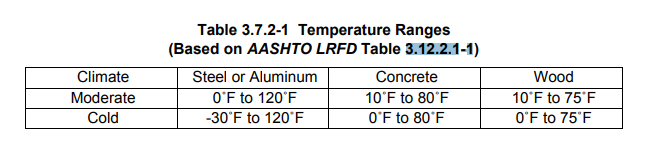 Table 3.7.2-1 Temperature Ranges
(Based on AASHTO LRFD Table 3.12.2.1-1)
Climate Steel or Aluminum Concrete Wood
Moderate 0˚F to 120˚F 10˚F to 80˚F 10˚F to 75˚F
Cold -30˚F to 120˚F 0˚F to 80˚F 0˚F to 75˚F